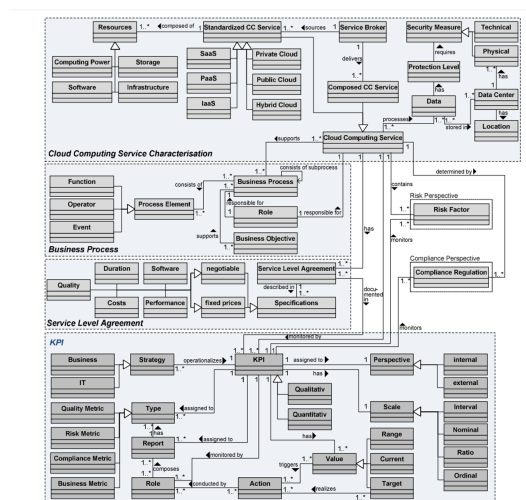 Resources 1..* composed of Standardized CC Service 1..* sources Service Broker Security Measure Technical
Computing Power Storage SaaS Private Cloud delivers requires Physical
Software Infrastructure PaaS Public Cloud Composed CC Service Protection Level has
IaaS Hybrid Cloud has Data Data Center
processes stored in has
Location
supports Cloud Computing Service
Cloud Computing Service Characterisation
consists of subprocess contains determined by
Function consists of Business Process Risk Perspective
Operator Process Element responsible for Risk Factor
Event Role 1 responsible for
supports has monitors
Business Objective Compliance Perspective
Business Process
Compliance Regulation
Duration Software negotiable Service Level Agreement
Quality described in docu-
mented
in
Costs Performance fixed prices Specifications
Service Level Agreement
monitors
KPI monitored by
Business Strategy operationalizes KPI 1 assigned to Perspective internal
IT has external
Quality Metric Type assigned to Qualitativ Scale Interval
Risk Metric has Quantitativ Nominal
Report assigned to has Range Ratio
Compliance Metric monitored by Value Current Ordinal
composes triggers
Business Metric Role conducted by Action realizes Target